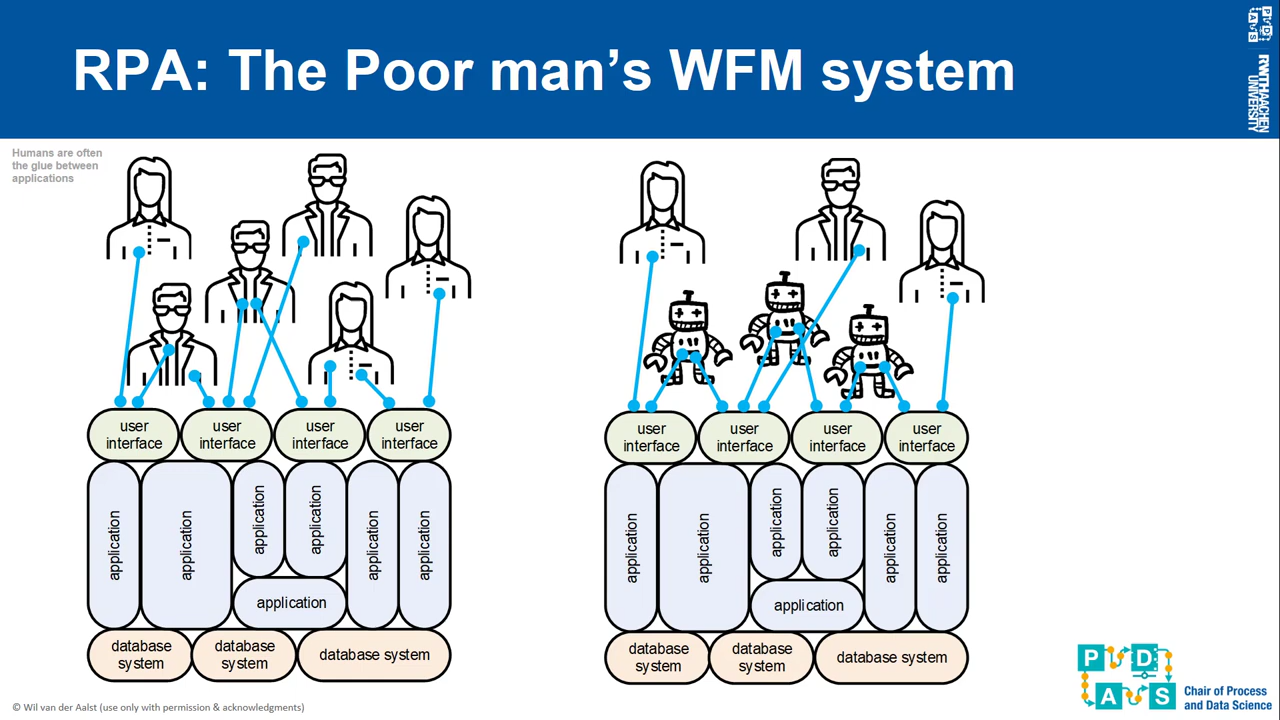 RPA: The Poor man's WFM system
PADS
RWTHAACHEN
UNIVERSITY
Humans are often
the glue between
applications
user
interface
user
interface
user
interface
user
interface
application
application
application
application
application
application
application
database
system
database
system
database system
user
interface
user
interface
user
interface
user
interface
application
application
application
application
application
application
application
database
system
database
system
database system
P D
A S
Chair of Process
and Data Science
© Wil van der Aalst (use only with permission & acknowledgments)